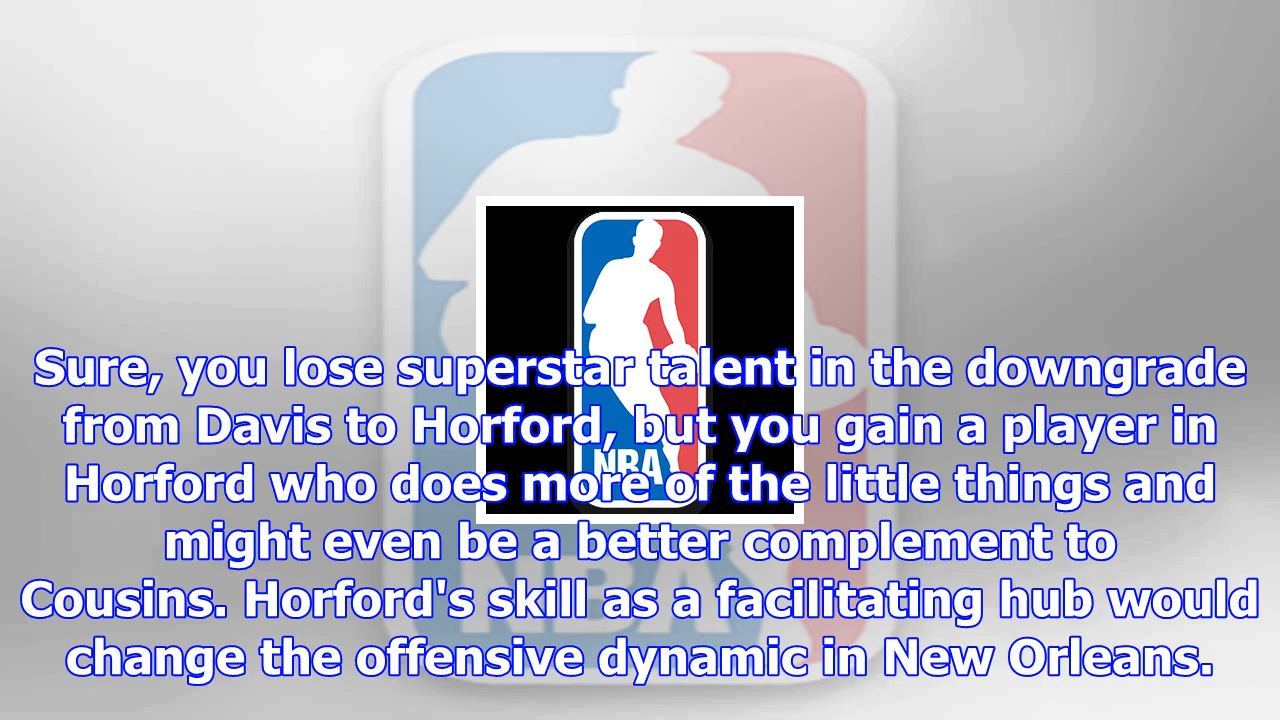 Sure, you lose superstar talent in the downgrade
from Davis to Horford, but you gain a player in
Horford who does more of the little things and
might even be a better complement to
Cousins. Horford's skill as a facilitating hub would
change the offensive dynamic in New Orleans.
NBA
NBA